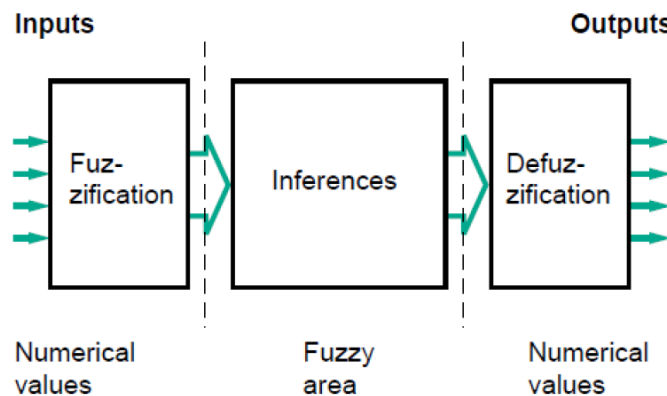 Inputs
Outputs
Fuz-
zification
Inferences
Defuz-
zification
Numerical
values
Fuzzy
area
Numerical
values